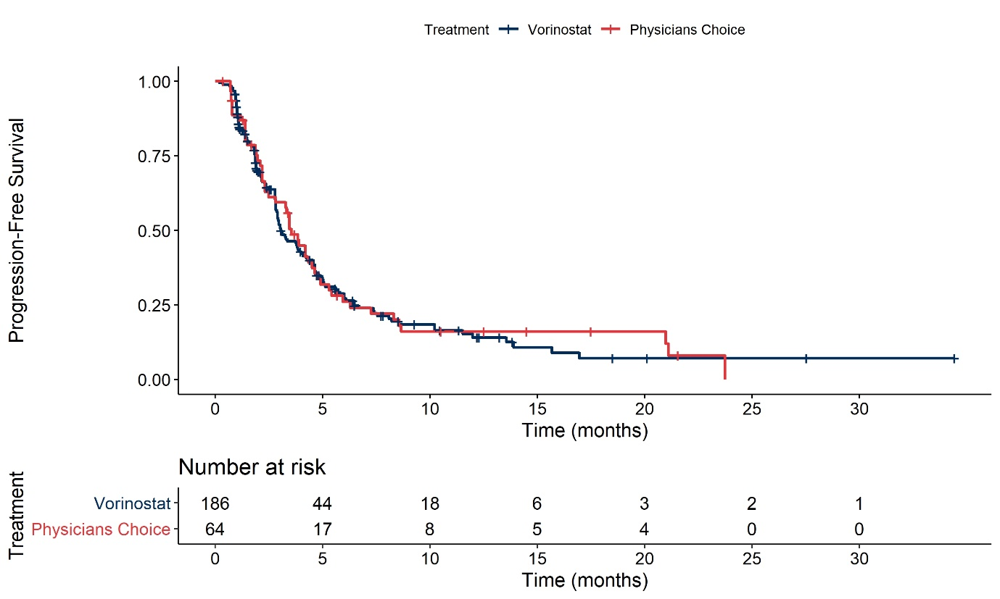 Treatment Vorinostat Physicians Choice
Progression-Free Survival
1.00
0.75
0.50
0.25
0.00
0 5 10 15 20 25 30
Time (months)
Number at risk
Treatment
Vorinostat 186 44 18 6 3 2 1
Physicians Choice 64 17 8 5 4 0 0
0 5 10 15 20 25 30
Time (months)